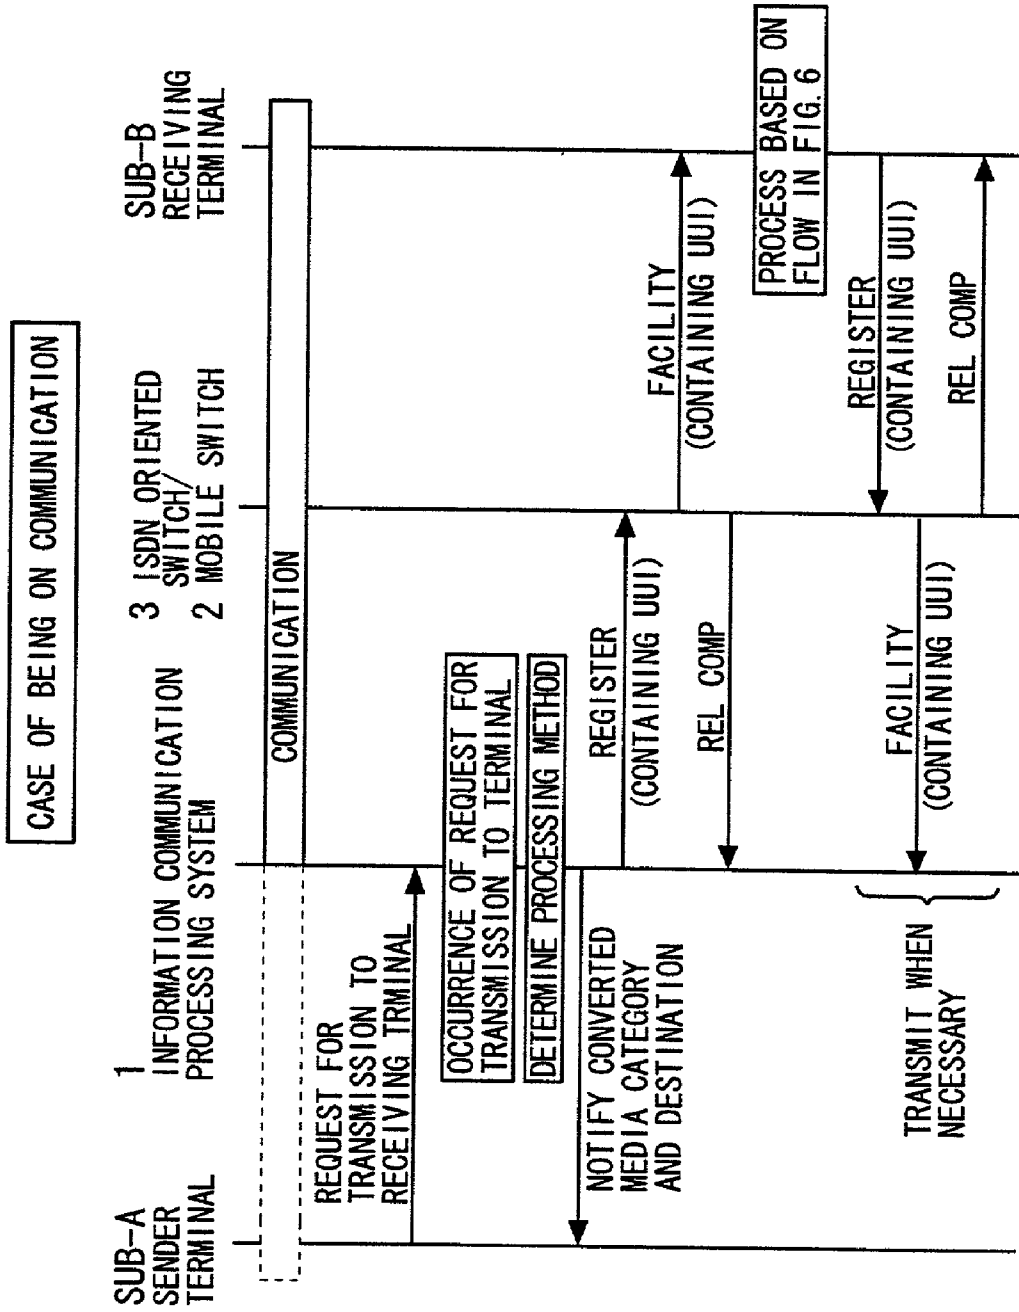 CASE OF BEING ON COMMUNICATION
SUB-A
SENDER
TERMINAL
1
INFORMATION COMMUNICATION
PROCESSING SYSTEM
3 ISDN ORIENTED
SWITCH/
2 MOBILE SWITCH
SUB-B
RECEIVING
TERMINAL
COMMUNICATION
REQUEST FOR
TRANSMISSION TO
RECEIVING TRMINAL
OCCURRENCE OF REQUEST FOR
TRANSMISSION TO TERMINAL
DETERMINE PROCESSING METHOD
NOTIFY CONVERTED
MEDIA CATEGORY
AND DESTINATION
REGISTER
(CONTAINING UUI)
FACILITY
(CONTAINING UUI)
REL COMP
PROCESS BASED ON
FLOW IN FIG. 6
REGISTER
(CONTAINING UUI)
FACILITY
(CONTAINING UUI)
TRANSMIT WHEN
NECESSARY
REL COMP